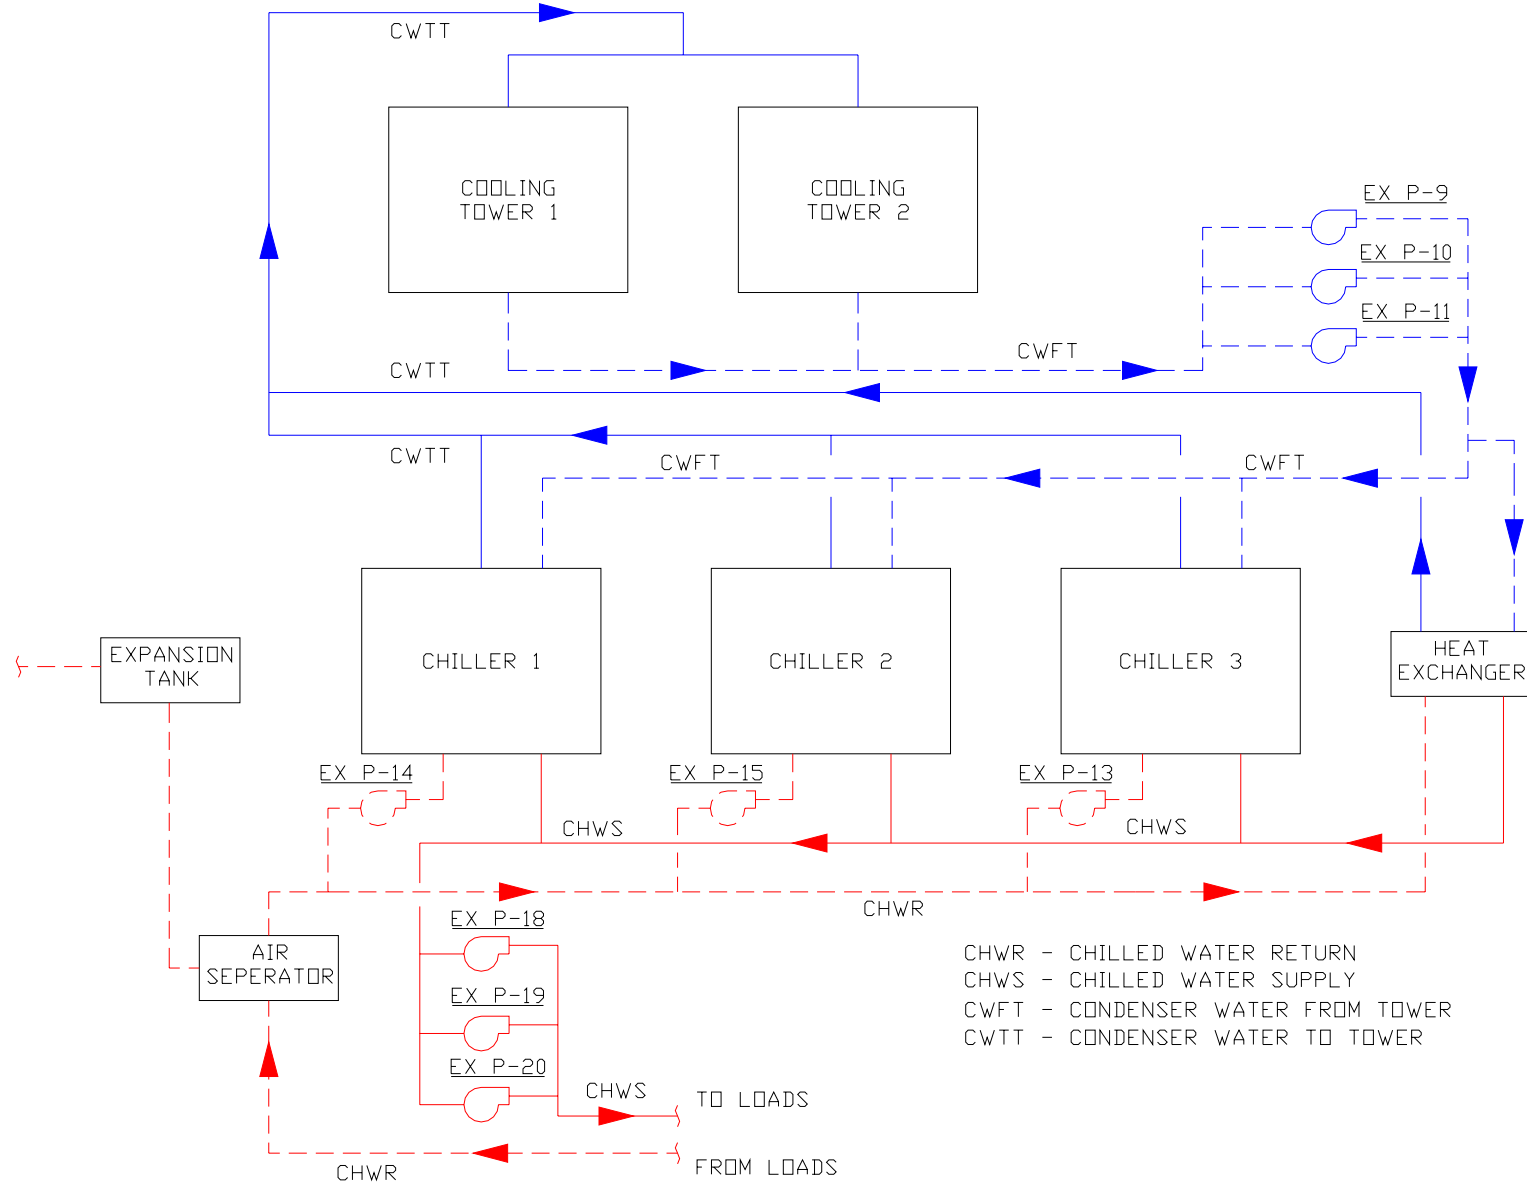 CWTT
COOLING
TOWER 1
COOLING
TOWER 2
EX P-9
EX P-10
EX P-11
CWFT
CWTT
CWTT
CWFT
CWFT
EXPANSION
TANK
CHILLER 1
CHILLER 2
CHILLER 3
HEAT
EXCHANGER
EX P-14
EX P-15
EX P-13
CHWS
CHWS
CHWR
EX P-18
AIR
SEPERATOR
EX P-19
EX P-20
CHWR - CHILLED WATER RETURN
CHWS - CHILLED WATER SUPPLY
CWFT - CONDENSER WATER FROM TOWER
CWTT - CONDENSER WATER TO TOWER
CHWS
TO LOADS
CHWR
FROM LOADS